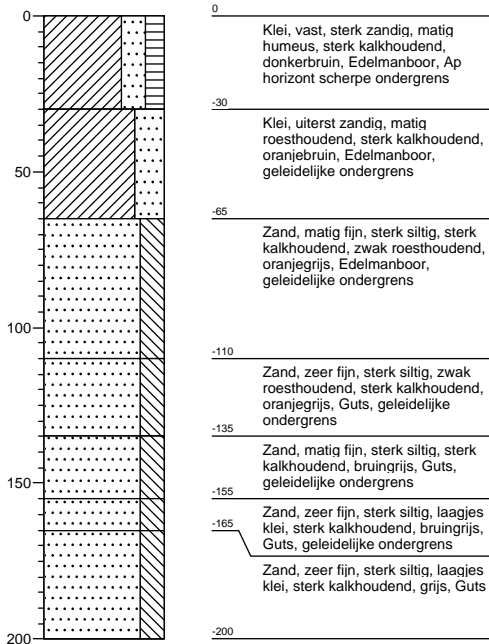 0
0
Klei, vast, sterk zandig, matig
humeus, sterk kalkhoudend,
donkerbruin, Edelmanboor, Ap
horizont scherpe ondergrens
-30
Klei, uiterst zandig, matig
roesthoudend, sterk kalkhoudend,
oranjebruin, Edelmanboor,
geleidelijke ondergrens
50
-65
Zand, matig fijn, sterk siltig, sterk
kalkhoudend, zwak roesthoudend,
oranjegrijs, Edelmanboor,
geleidelijke ondergrens
100
-110
Zand, zeer fijn, sterk siltig, zwak
roesthoudend, sterk kalkhoudend,
oranjegrijs, Guts, geleidelijke
ondergrens
-135
Zand, matig fijn, sterk siltig, sterk
kalkhoudend, bruingrijs, Guts,
geleidelijke ondergrens
150
-155
Zand, zeer fijn, sterk siltig, laagjes
klei, sterk kalkhoudend, bruingrijs,
Guts, geleidelijke ondergrens
-165
Zand, zeer fijn, sterk siltig, laagjes
klei, sterk kalkhoudend, grijs, Guts
200
-200